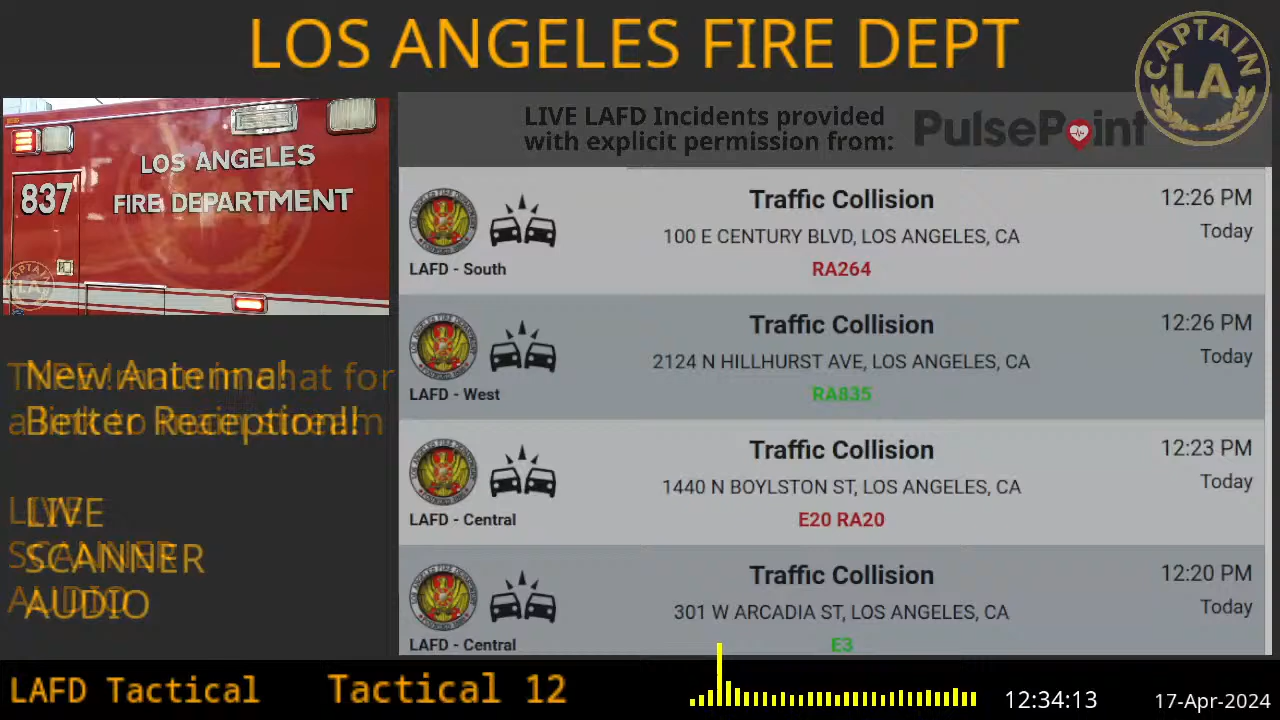 LOS ANGELES FIRE DEPT
CAPTAIN
LA
LIVE LAFD Incidents provided
with explicit permission from:
PulsePoint
LOS ANGELES
837
FIRE DEPARTMENT
Traffic Collision
12:26 PM
100 E CENTURY BLVD, LOS ANGELES, CA
Today
LAFD - South
RA264
Traffic Collision
12:26 PM
2124 N HILLHURST AVE, LOS ANGELES, CA
Today
LAFD - West
RA835
Traffic Collision
12:23 PM
1440 N BOYLSTON ST, LOS ANGELES, CA
Today
LAFD - Central
E20 RA20
Traffic Collision
12:20 PM
301 W ARCADIA ST, LOS ANGELES, CA
Today
LAFD - Central
E3
New Antenna!
Better Reception!!
LIVE
SCANNER
AUDIO
LAFD Tactical
Tactical 12
12:34:13
17-Apr-2024